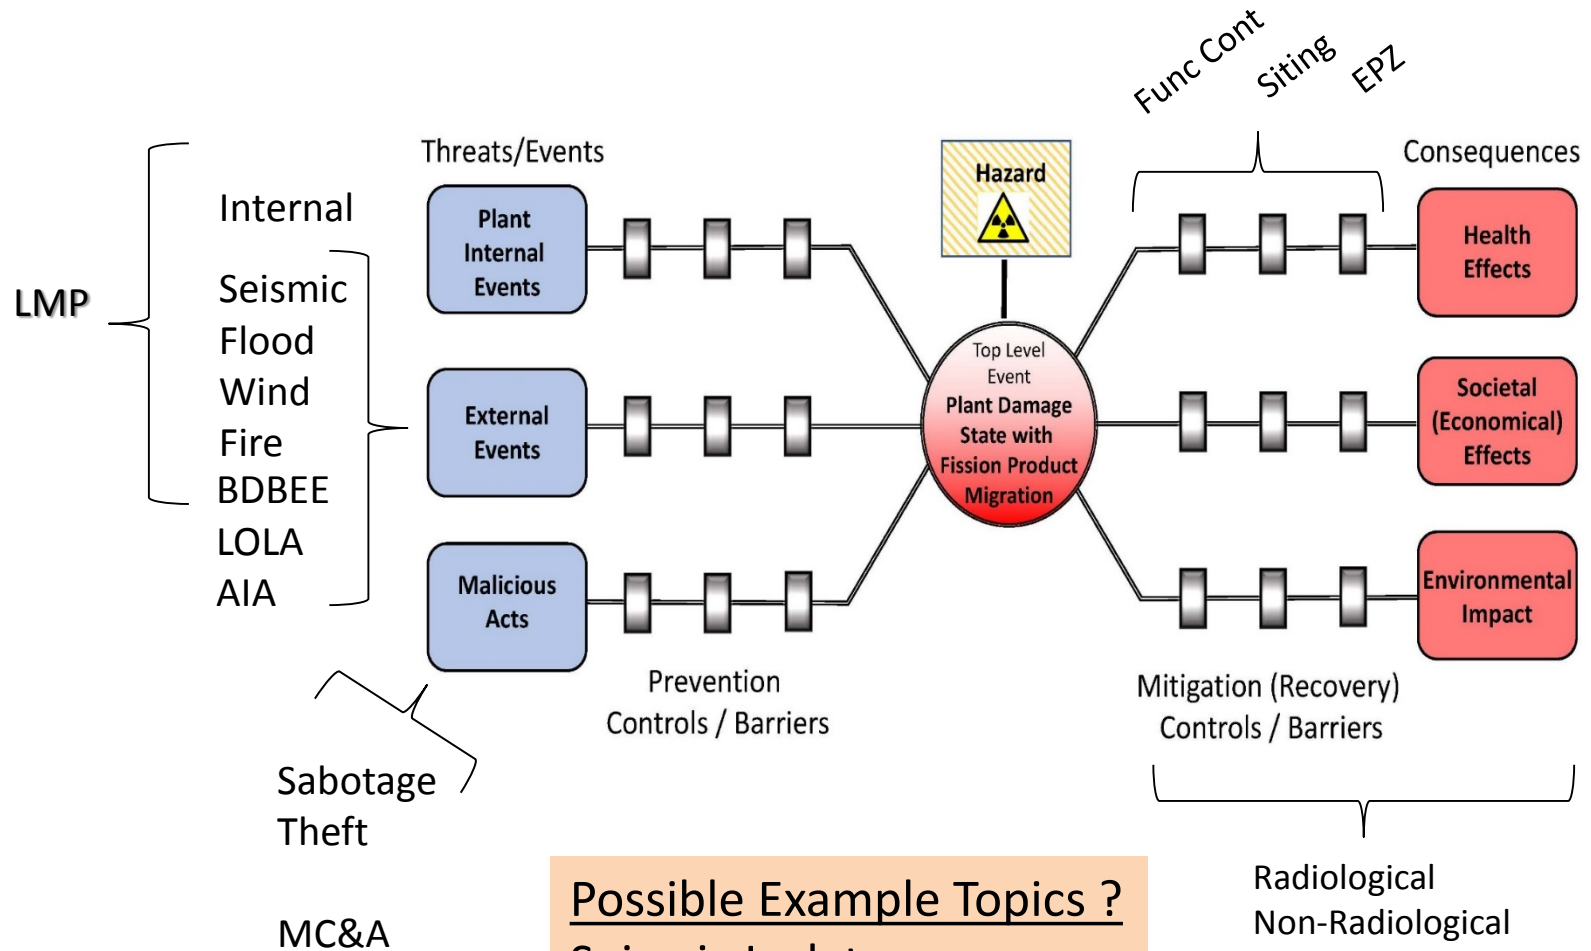 Func Cont
Siting
EPZ
Threats/Events
Hazard
Consequences
LMP
Internal
Seismic
Flood
Wind
Fire
BDBEE
LOLA
AIA
Plant
Internal
Events
External
Events
Malicious
Acts
Top Level
Event
Plant Damage
State with
Fission Product
Migration
Health
Effects
Societal
(Economical)
Effects
Environmental
Impact
Prevention
Controls / Barriers
Mitigation (Recovery)
Controls / Barriers
Sabotage
Theft
MC&A
Possible Example Topics ?
Radiological
Non-Radiological